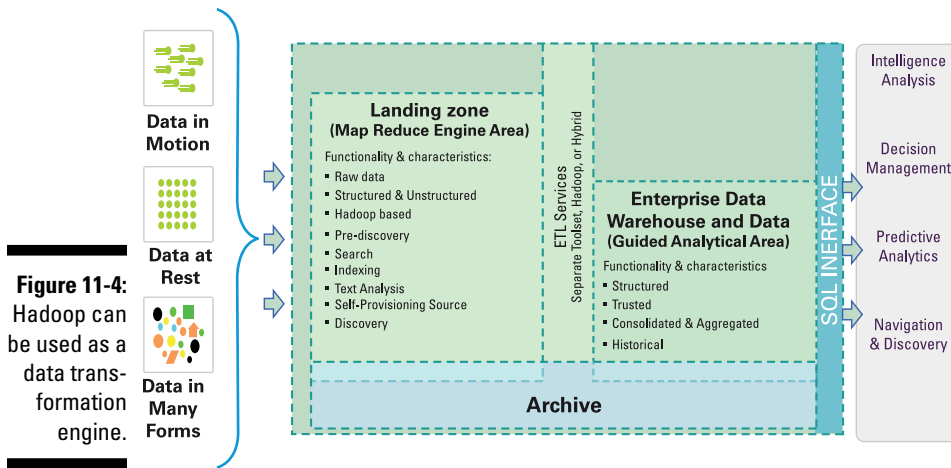 Data in
Motion
Data at
Rest
Data in
Many
Forms
Figure 11-4:
Hadoop can
be used as a
data trans-
formation
engine.
Landing zone
(Map Reduce Engine Area)
Functionality & characteristics:
▪ Raw data
▪ Structured & Unstructured
▪ Hadoop based
▪ Pre-discovery
▪ Search
▪ Indexing
▪ Text Analysis
▪ Self-Provisioning Source
▪ Discovery
ETL Services
Separate Toolset, Hadoop, or Hybrid
Enterprise Data
Warehouse and Data
(Guided Analytical Area)
Functionality & characteristics
▪ Structured
▪ Trusted
▪ Consolidated & Aggregated
▪ Historical
Archive
SQL INERFACE
Intelligence
Analysis
Decision
Management
Predictive
Analytics
Navigation
& Discovery